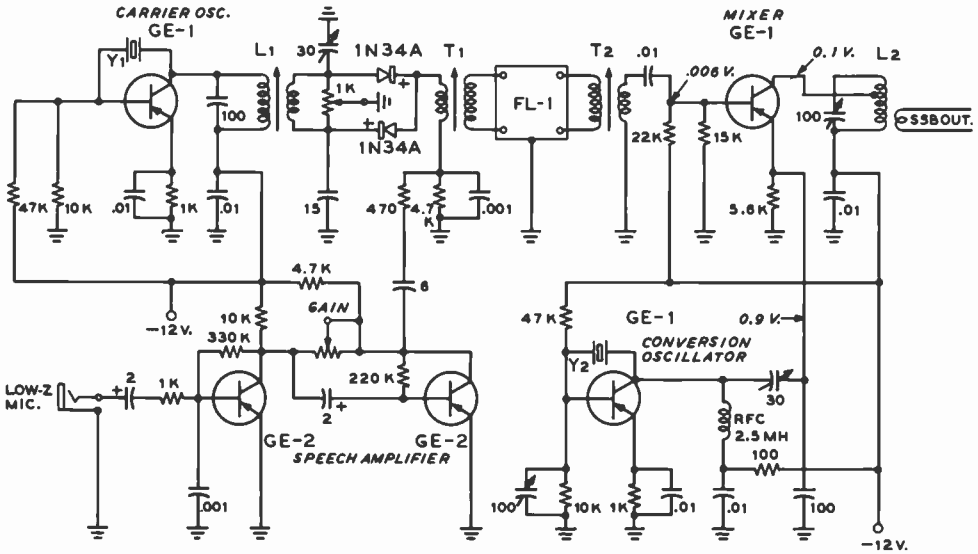 CARRIER OSC.
GE-1
MIXER
GE-1
Y1
L1
30
1N34A
T1
T2
.01
.006 V.
0.1 V.
L2
100
1K
+
FL-1
100
SSBOUT.
+
1N34A
22K
15K
47K
10K
.01
1K
.01
15
470
4.7
K
.001
5.6K
.01
-12 V.
4.7K
6
10K
GAIN
47K
GE-1
CONVERSION
OSCILLATOR
0.9 V.
330K
Y2
LOW-Z
MIC.
+
2
1K
220K
2
+
30
RFC
2.5 MH
GE-2
GE-2
SPEECH AMPLIFIER
100
.001
100
10K
1K
.01
.01
100
-12 V.